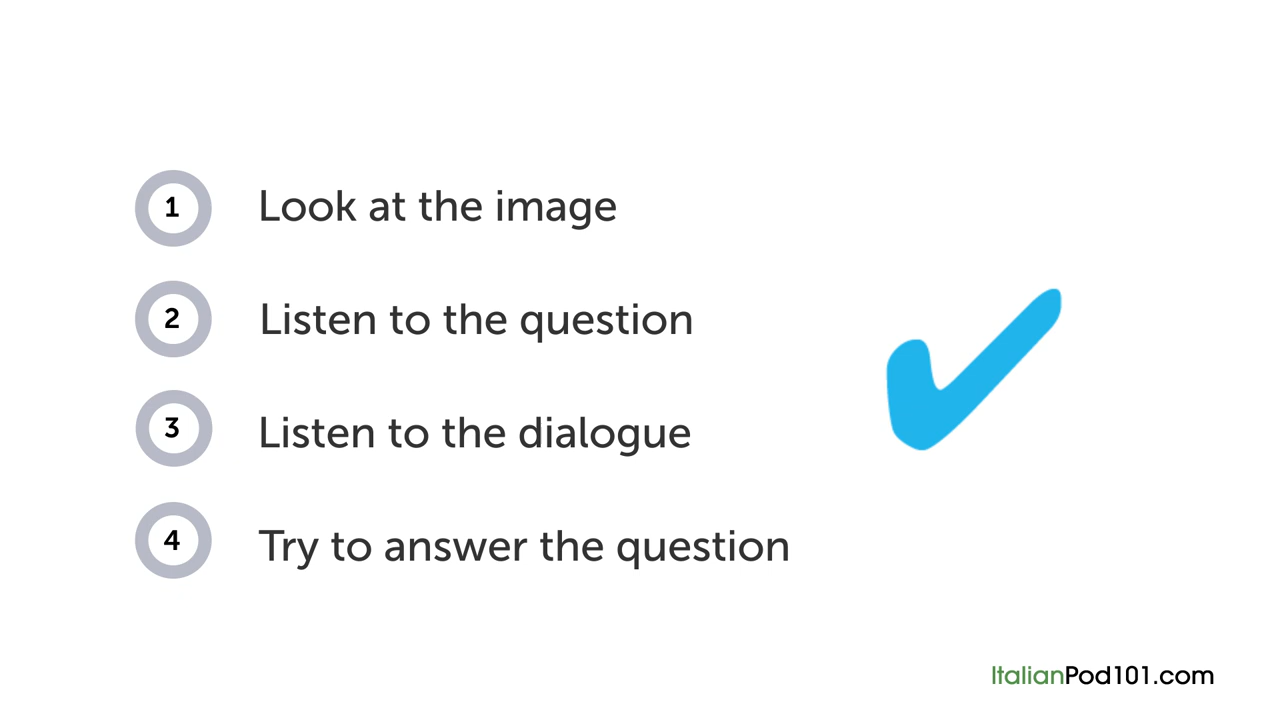 1 Look at the image
2 Listen to the question
3 Listen to the dialogue
4 Try to answer the question
ItalianPod101.com